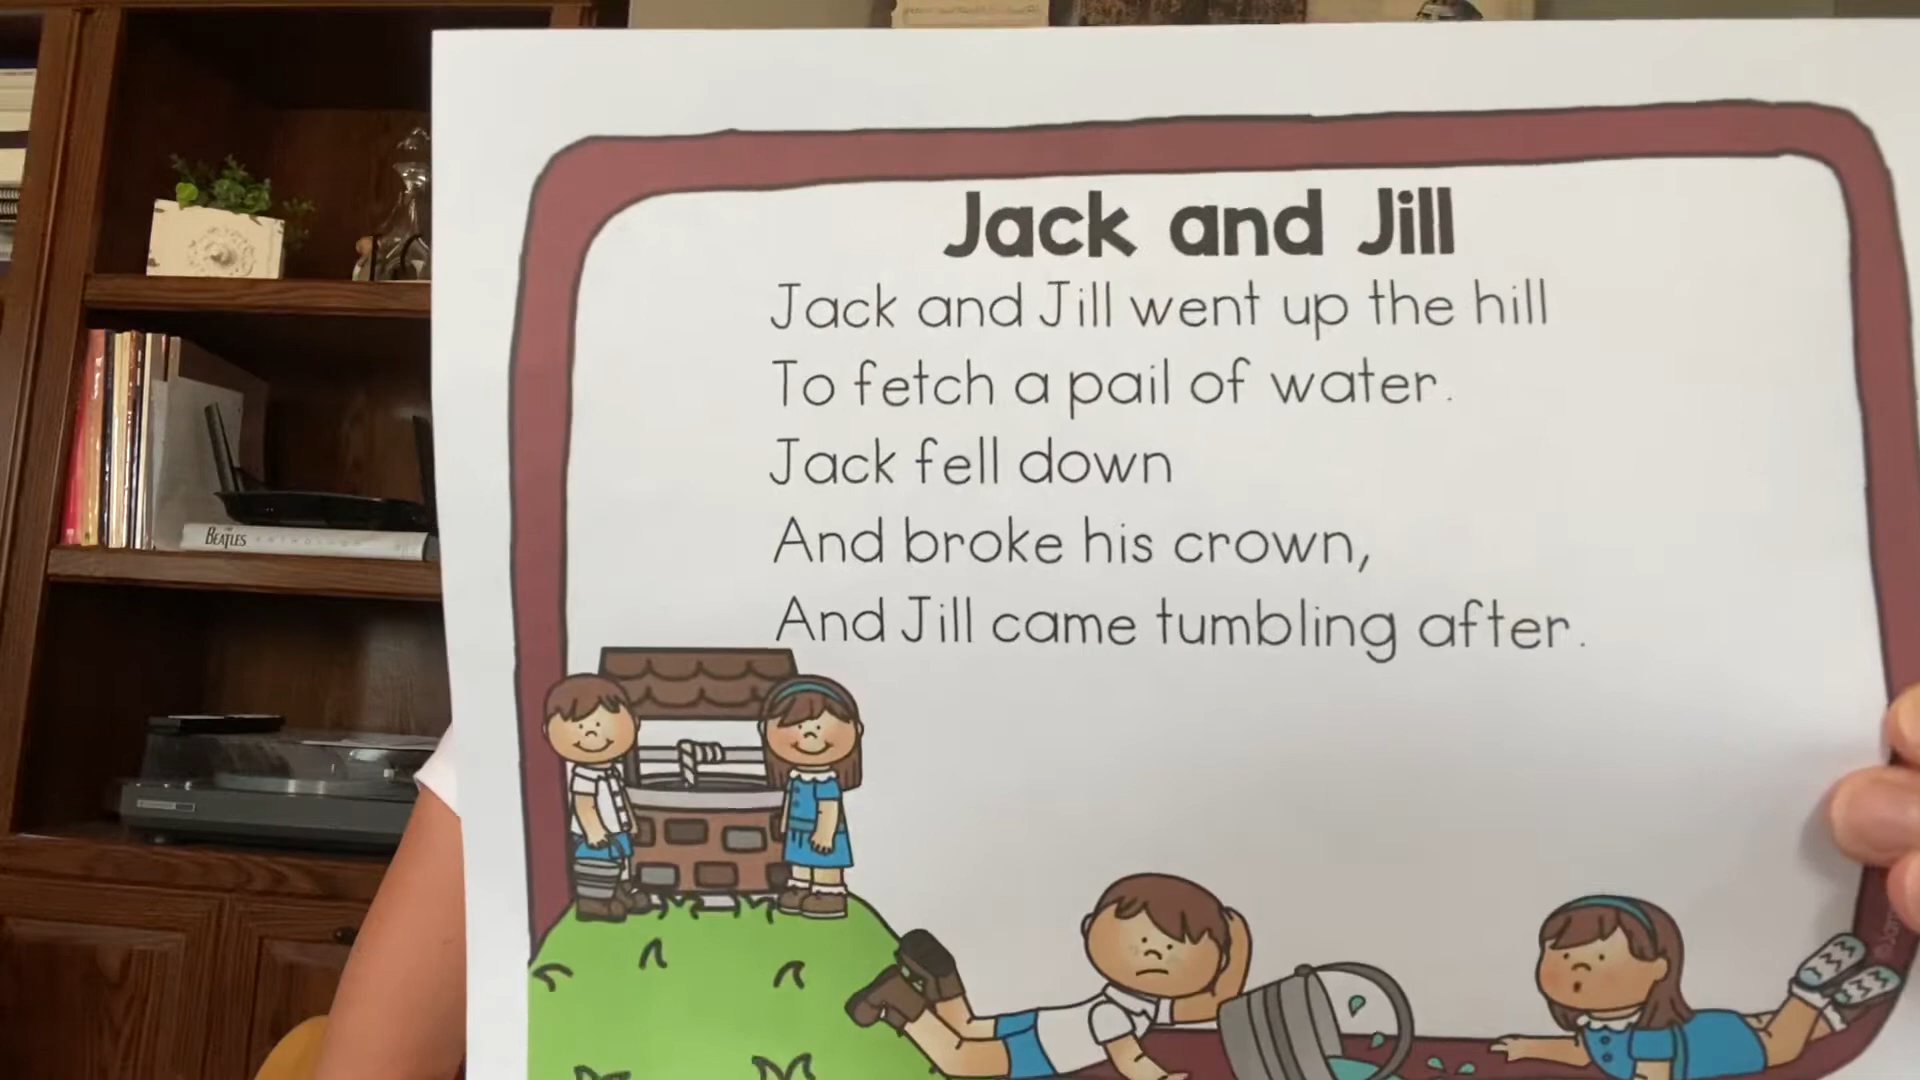 Jack and Jill
Jack and Jill went up the hill
To fetch a pail of water.
Jack fell down
And broke his crown,
And Jill came tumbling after.
BEATLES